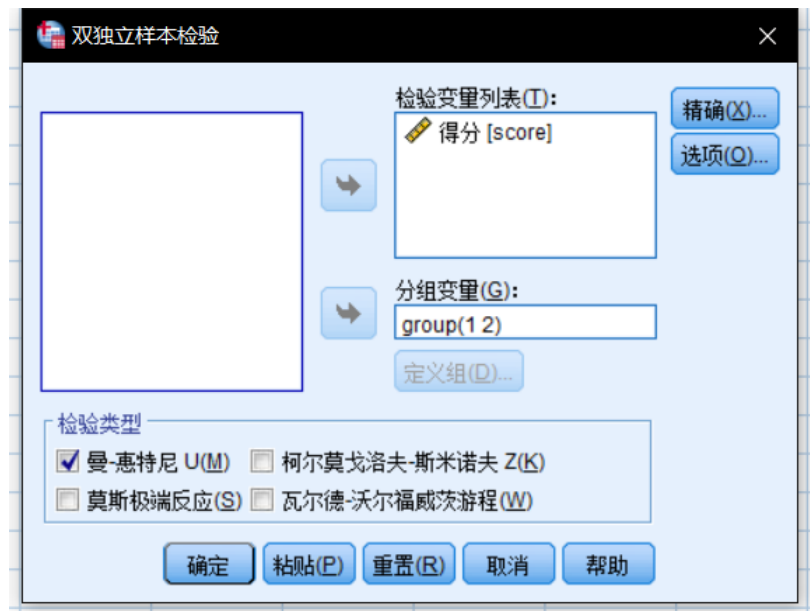 双独立样本检验
检验变量列表(T):
得分 [score]
精确(X)...
选项(O)...
分组变量(G):
group(1 2)
定义组(D)...
检验类型
曼-惠特尼 U(M)
柯尔莫戈洛夫-斯米诺夫 Z(K)
莫斯极端反应(S)
瓦尔德-沃尔福威茨游程(W)
确定
粘贴(P)
重置(R)
取消
帮助